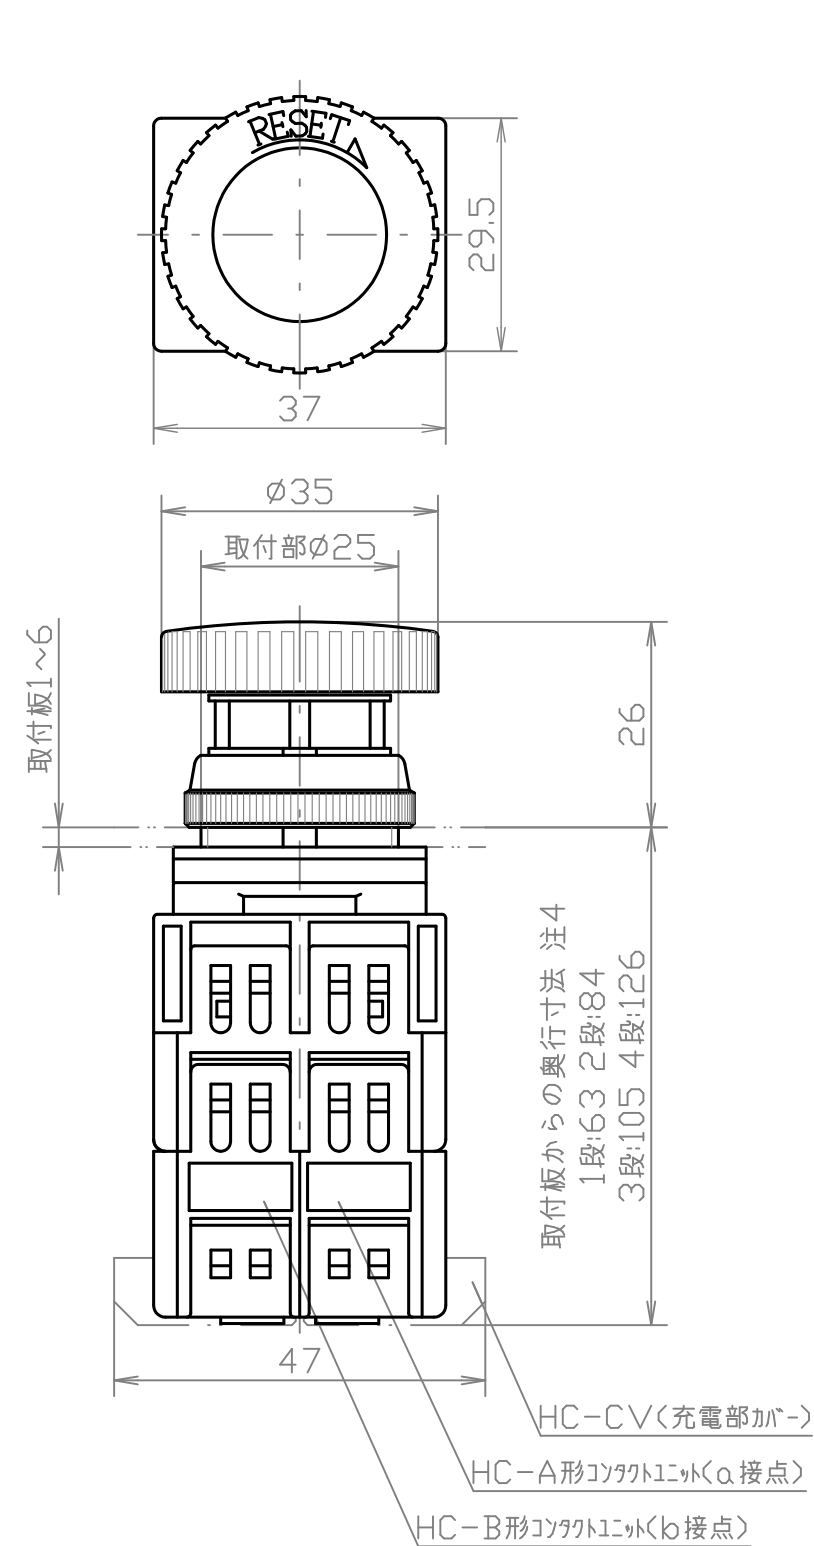 RESET
29.5
37
ø35
取付部ø25
取付板1～6
26
取付板からの奥行寸法 注4
1段:63 2段:84
3段:105 4段:126
47
HC-CV(充電部ｶﾊﾞｰ)
HC-A形ｺﾝﾀｸﾄﾕﾆｯﾄ(a接点)
HC-B形ｺﾝﾀｸﾄﾕﾆｯﾄ(b接点)